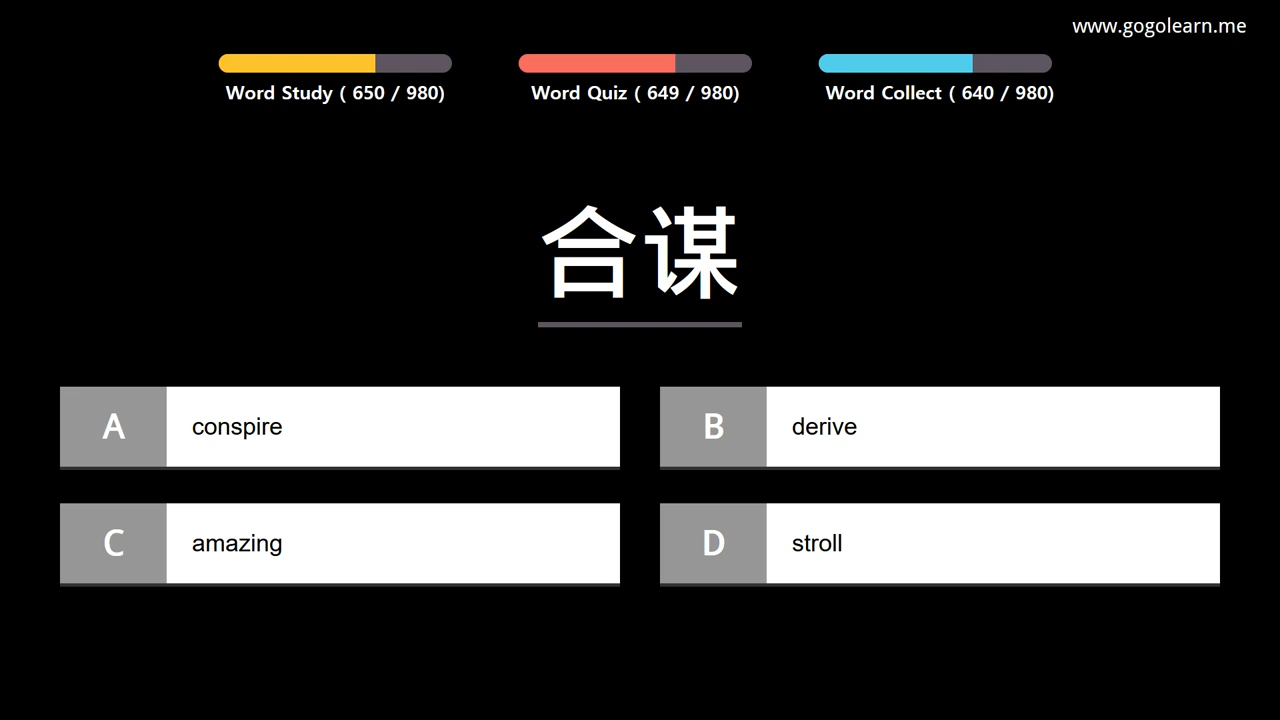 www.gogolearn.me
Word Study ( 650 / 980)
Word Quiz ( 649 / 980)
Word Collect ( 640 / 980)
合谋
A conspire
B derive
C amazing
D stroll